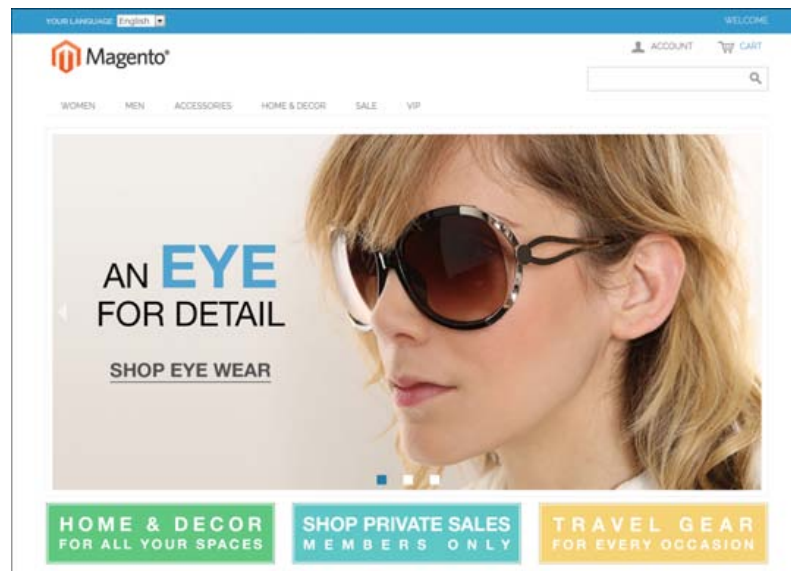 YOUR LANGUAGE: English
WELCOME
Magento®
ACCOUNT
CART
WOMEN MEN ACCESSORIES HOME & DECOR SALE VIP
AN EYE
FOR DETAIL
SHOP EYE WEAR
HOME & DECOR
FOR ALL YOUR SPACES
SHOP PRIVATE SALES
MEMBERS ONLY
TRAVEL GEAR
FOR EVERY OCCASION